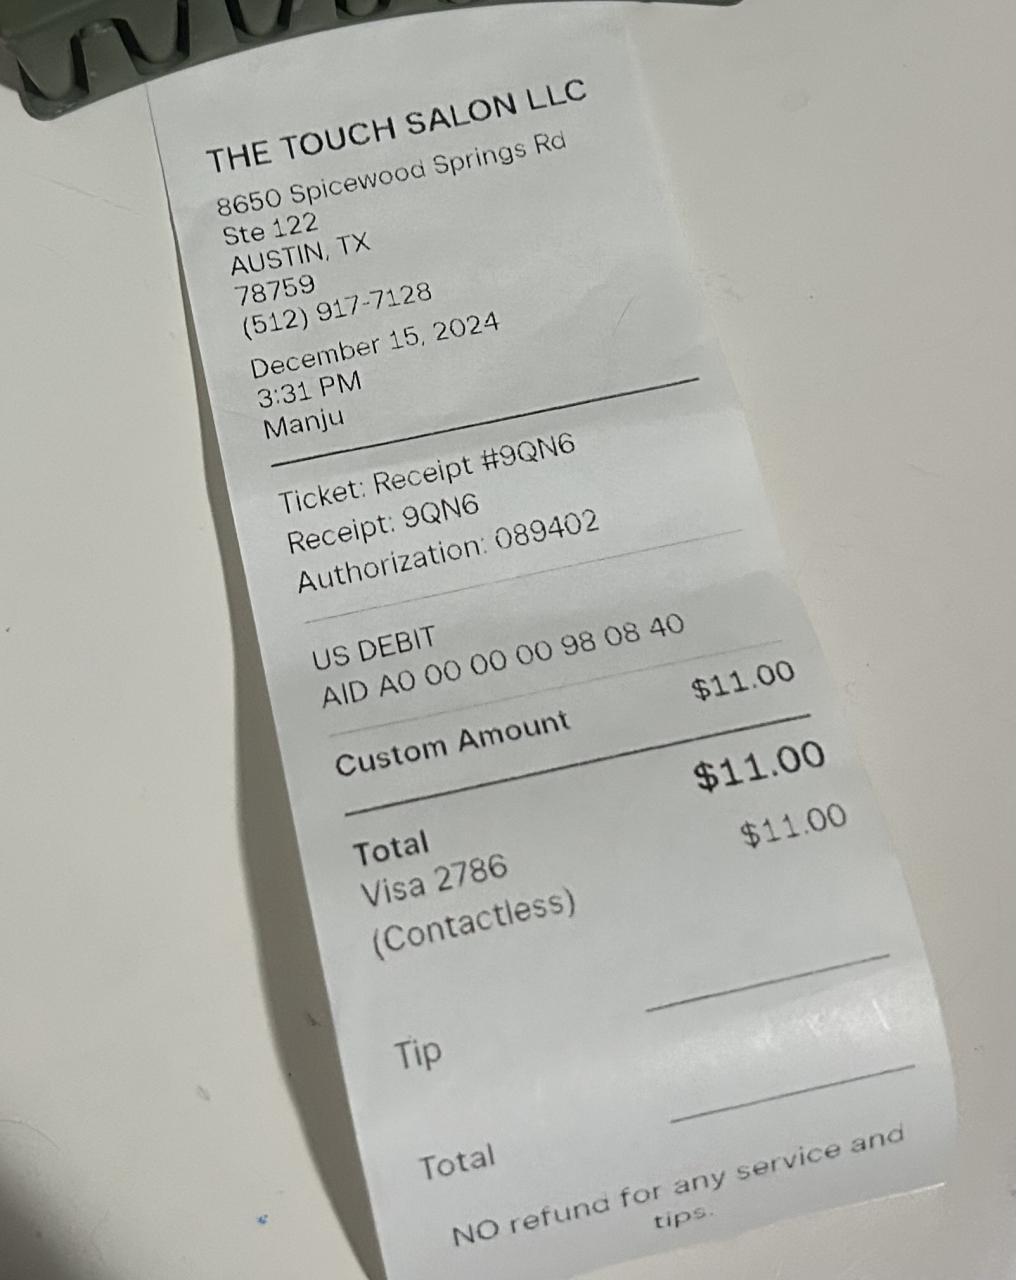 THE TOUCH SALON LLC
8650 Spicewood Springs Rd
Ste 122
AUSTIN, TX
78759
(512) 917-7128
December 15, 2024
3:31 PM
Manju
Ticket: Receipt #9QN6
Receipt: 9QN6
Authorization: 089402
US DEBIT
AID A0 00 00 00 98 08 40
Custom Amount $11.00
Total $11.00
Visa 2786 $11.00
(Contactless)
Tip
Total
NO refund for any service and
tips.